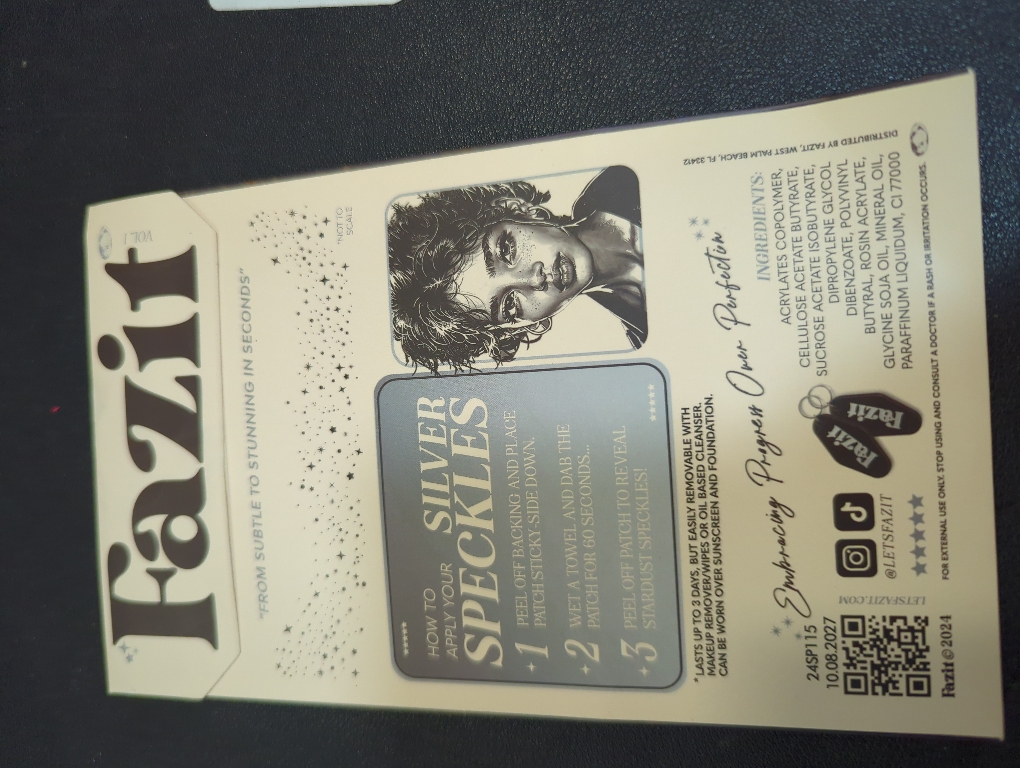 Fazit
VOL.1
"FROM SUBTLE TO STUNNING IN SECONDS"
*NOT TO
SCALE
HOW TO
APPLY YOUR
SILVER
SPECKLES
1 PEEL OFF BACKING AND PLACE
PATCH STICKY-SIDE DOWN.
2 WET A TOWEL AND DAB THE
PATCH FOR 60 SECONDS...
3 PEEL OFF PATCH TO REVEAL
STARDUST SPECKLES!
*LASTS UP TO 3 DAYS, BUT EASILY REMOVABLE WITH
MAKEUP REMOVER/WIPES OR OIL BASED CLEANSER.
CAN BE WORN OVER SUNSCREEN AND FOUNDATION.
Embracing Progress Over Perfection
24SP115
10.08.2027
LETSFAZIT.COM
Fazit©2024
@LETSFAZIT
Fazit
Fazit
INGREDIENTS:
ACRYLATES COPOLYMER,
CELLULOSE ACETATE BUTYRATE,
SUCROSE ACETATE ISOBUTYRATE,
DIPROPYLENE GLYCOL
DIBENZOATE, POLYVINYL
BUTYRAL, ROSIN ACRYLATE,
GLYCINE SOJA OIL, MINERAL OIL,
PARAFFINUM LIQUIDUM, CI 77000
FOR EXTERNAL USE ONLY. STOP USING AND CONSULT A DOCTOR IF A RASH OR IRRITATION OCCURS.
DISTRIBUTED BY FAZIT, WEST PALM BEACH, FL 33412